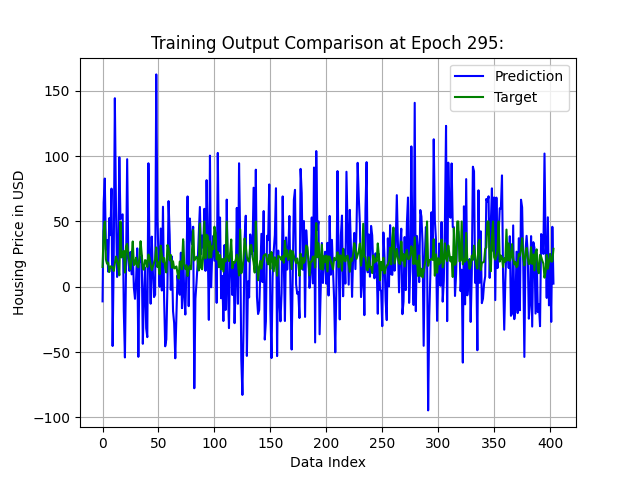 Training Output Comparison at Epoch 295:
Prediction
Target
Housing Price in USD
150
100
50
0
−50
−100
0 50 100 150 200 250 300 350 400
Data Index